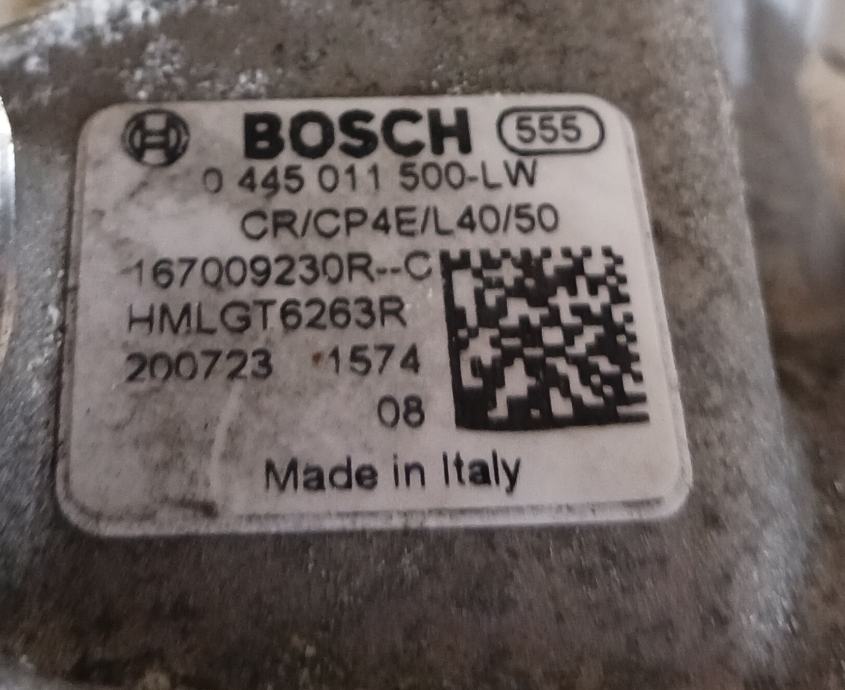 BOSCH 555
0 445 011 500-LW
CR/CP4E/L40/50
167009230R--C
HMLGT6263R
200723 1574
08
Made in Italy